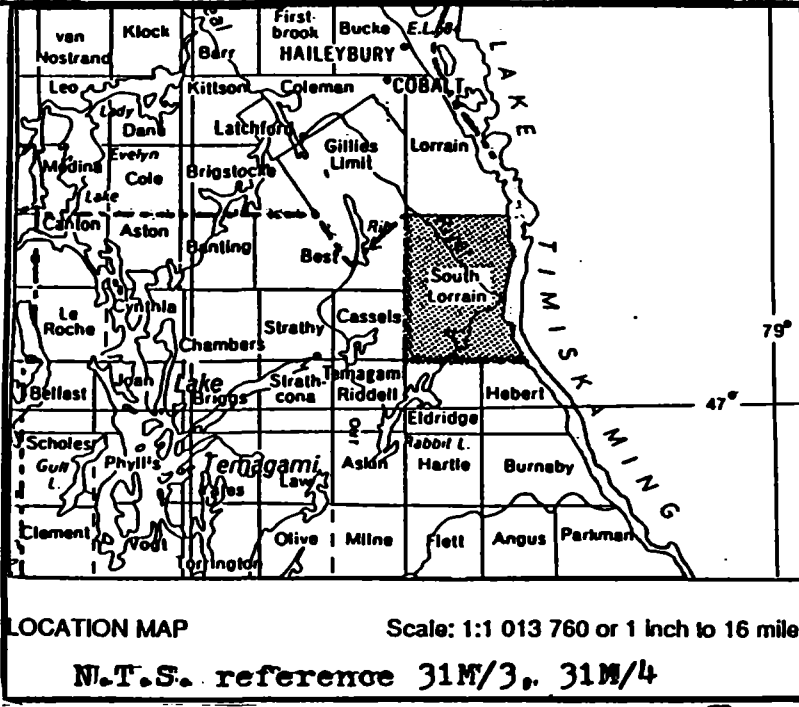 First-
brook
Bucke
E.L.
van
Nostrand
Klock
Barr
HAILEYBURY
LAKE
Leo
Kittson
Coleman
COBALT
Lady
Dane
Latchford
Gillies
Limit
Lorrain
Evelyn
Medina
Cole
Brigstocke
Lake
Canton
Aston
Banting
Best
Rib
South
Lorrain
TIMISKAMING
Cynthia
Le
Roche
Chambers
Strathy
Cassels
79°
Belfast
Joan
Lake
Briggs
Strath-
cona
Temagami
Riddell
Hebert
47°
Eldridge
Scholes
Gull
L.
Phyllis
Temagami
Law
Askin
Rabbit L.
Hartle
Burnaby
Clement
Vogt
Torrington
Olive
Milne
Flett
Angus
Parkman
LOCATION MAP
Scale: 1:1 013 760 or 1 inch to 16 mile
N.T.S. reference 31M/3, 31M/4